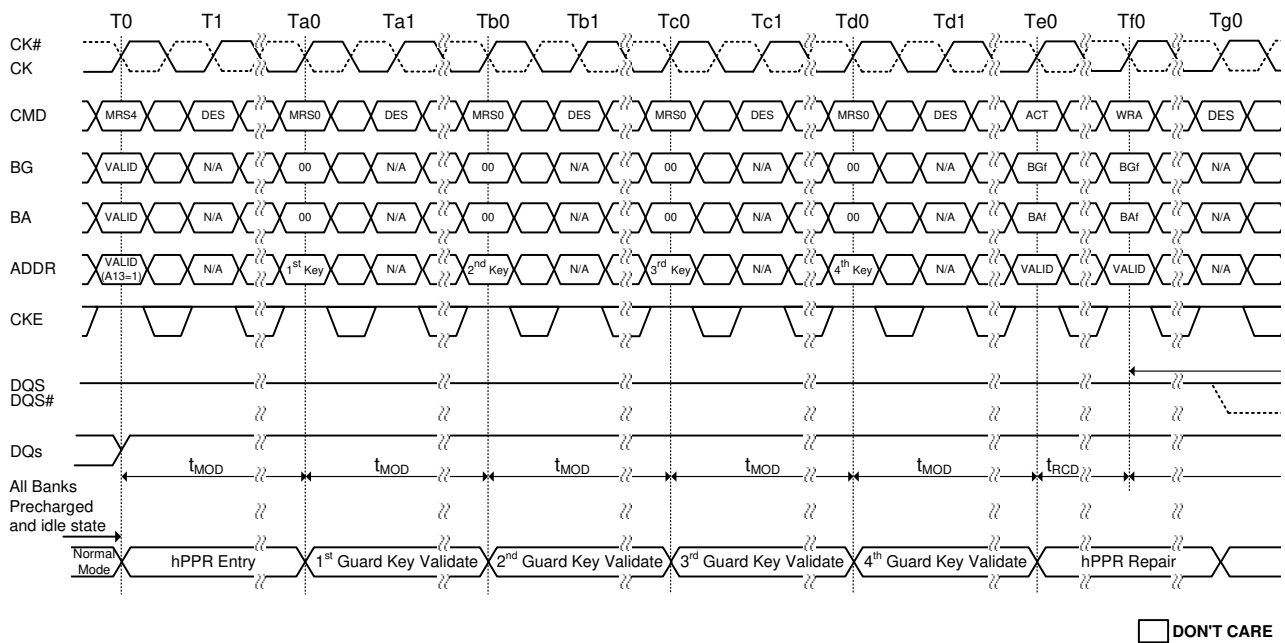 T0 T1 Ta0 Ta1 Tb0 Tb1 Tc0 Tc1 Td0 Td1 Te0 Tf0 Tg0
CK#
CK
CMD MRS4 DES MRS0 DES MRS0 DES MRS0 DES MRS0 DES ACT WRA DES
BG VALID N/A 00 N/A 00 N/A 00 N/A 00 N/A BGf BGf N/A
BA VALID N/A 00 N/A 00 N/A 00 N/A 00 N/A BAf BAf N/A
ADDR VALID (A13=1) N/A 1st Key N/A 2nd Key N/A 3rd Key N/A 4th Key N/A VALID VALID N/A
CKE
DQS
DQS#
DQs
tMOD tMOD tMOD tMOD tMOD tRCD
All Banks
Precharged
and idle state
Normal Mode hPPR Entry 1st Guard Key Validate 2nd Guard Key Validate 3rd Guard Key Validate 4th Guard Key Validate hPPR Repair
DON'T CARE